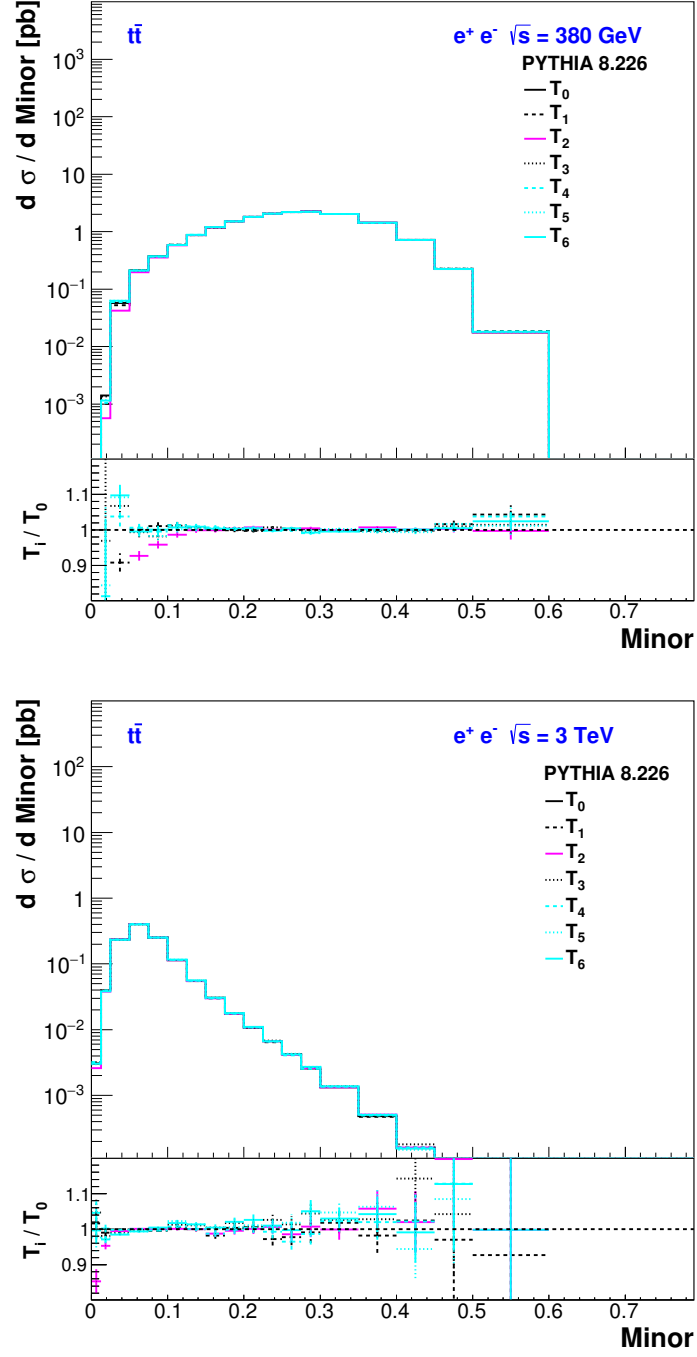 tt̄ e⁺ e⁻ √s = 380 GeV
PYTHIA 8.226
T₀
T₁
T₂
T₃
T₄
T₅
T₆
d σ / d Minor [pb]
10³
10²
10
1
10⁻¹
10⁻²
10⁻³
Tᵢ / T₀
1.1
1
0.9
0 0.1 0.2 0.3 0.4 0.5 0.6 0.7
Minor
tt̄ e⁺ e⁻ √s = 3 TeV
PYTHIA 8.226
T₀
T₁
T₂
T₃
T₄
T₅
T₆
d σ / d Minor [pb]
10²
10
1
10⁻¹
10⁻²
10⁻³
Tᵢ / T₀
1.1
1
0.9
0 0.1 0.2 0.3 0.4 0.5 0.6 0.7
Minor